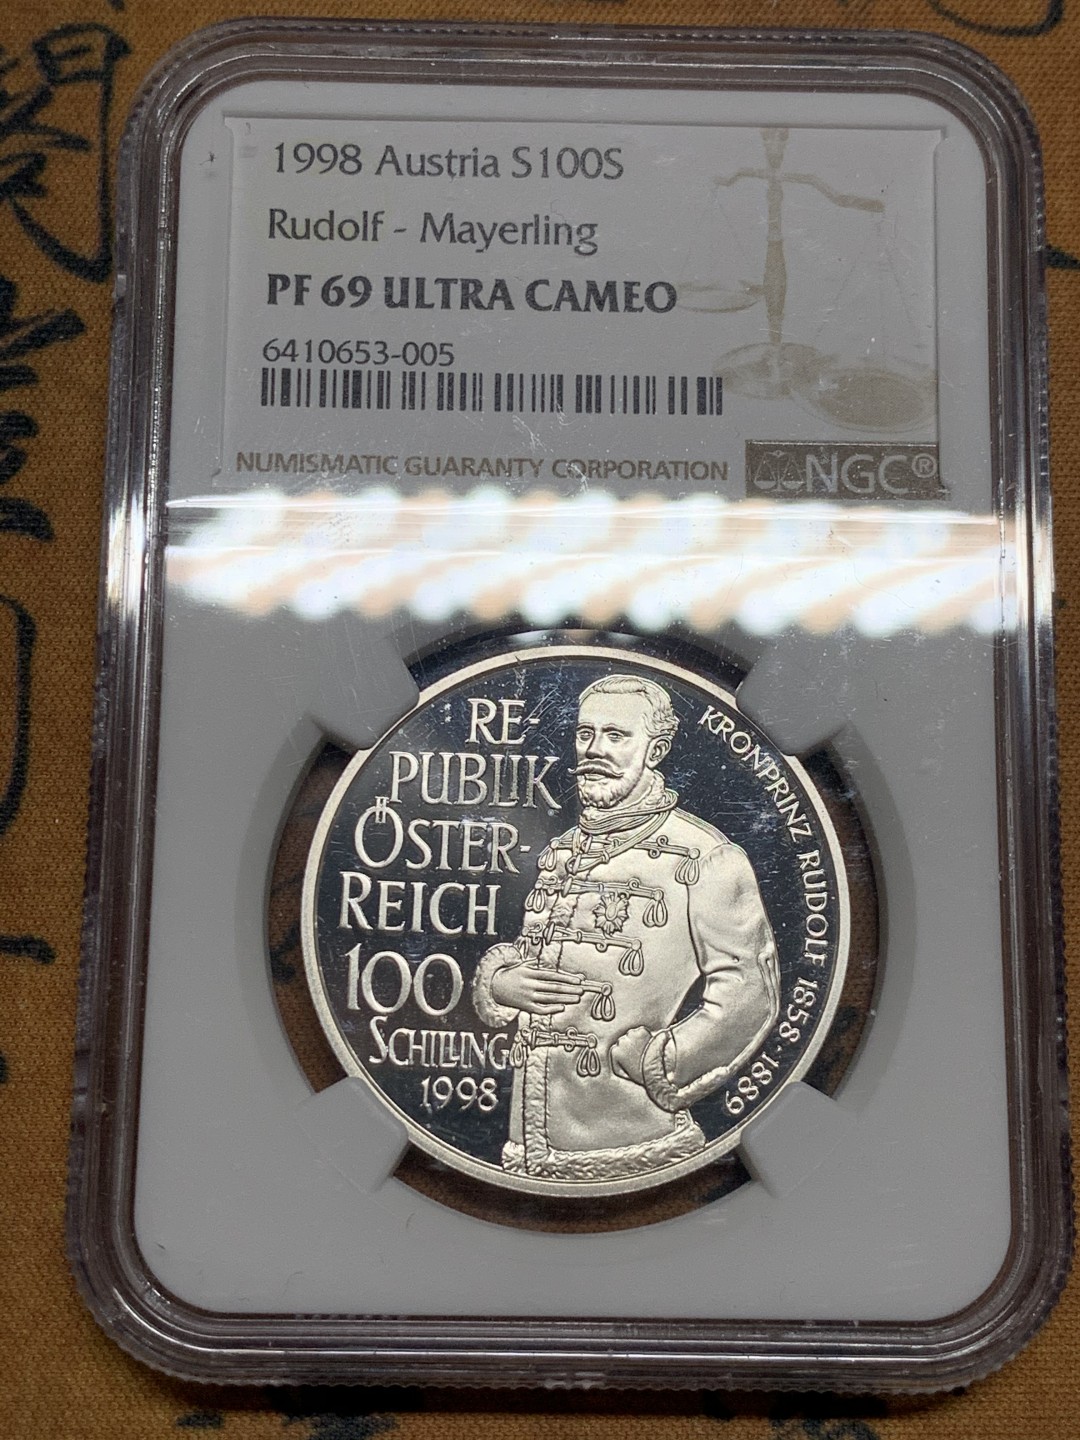 1998 Austria S100S
Rudolf - Mayerling
PF 69 ULTRA CAMEO
6410653-005
NUMISMATIC GUARANTY CORPORATION
NGC®
RE-
PUBLIK
ÖSTER-
REICH
100
SCHILLING
1998
KRONPRINZ RUDOLF 1858-1889